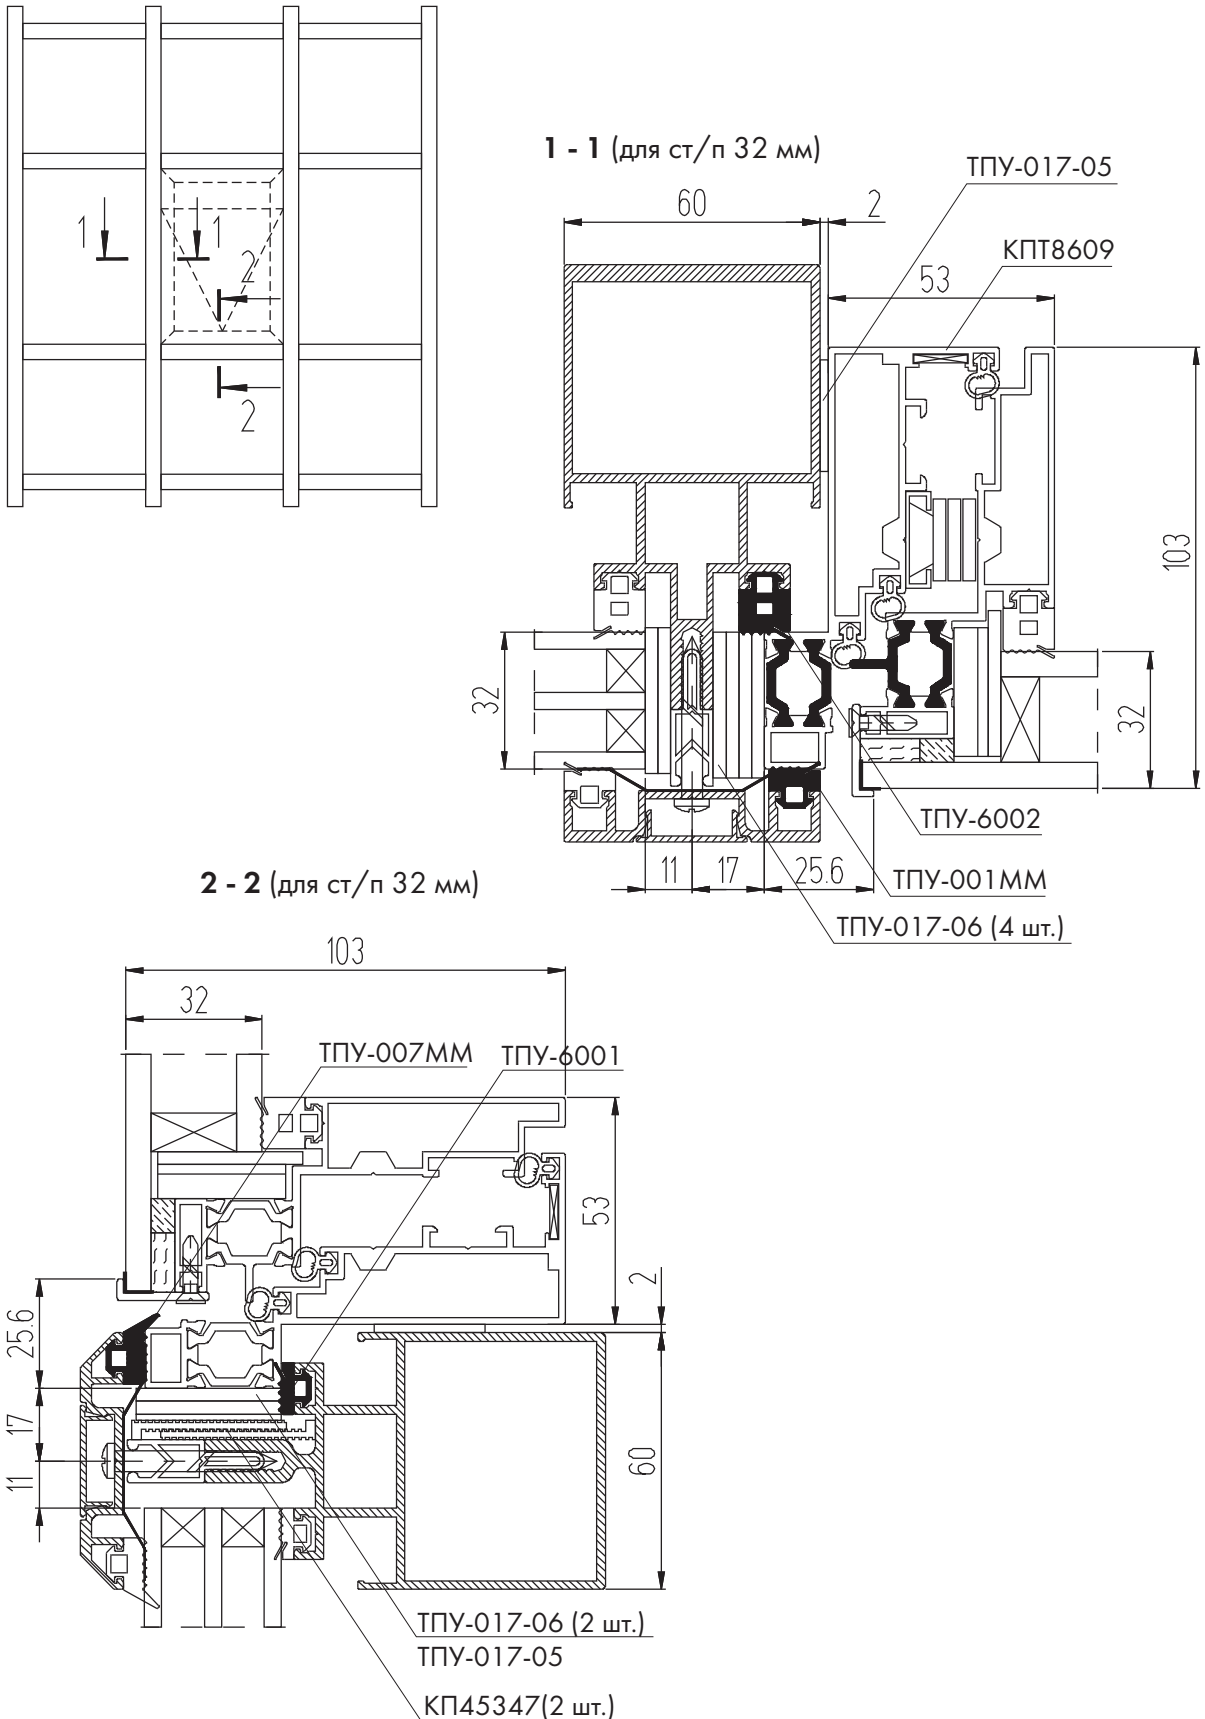 1 - 1 (для ст/п 32 мм)
ТПУ-017-05
60
2
КПТ8609
53
1
1
2
2
103
32
32
ТПУ-6002
11
17
25.6
ТПУ-001ММ
ТПУ-017-06 (4 шт.)
2 - 2 (для ст/п 32 мм)
103
32
ТПУ-007ММ
ТПУ-6001
53
2
25.6
17
11
60
ТПУ-017-06 (2 шт.)
ТПУ-017-05
КП45347(2 шт.)